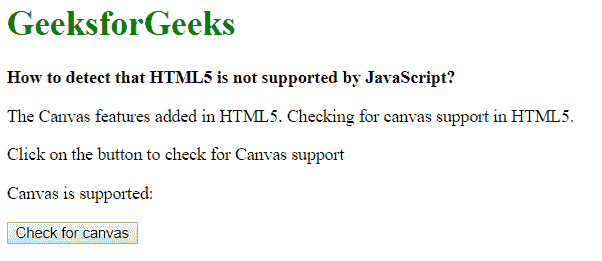 GeeksforGeeks
How to detect that HTML5 is not supported by JavaScript?
The Canvas features added in HTML5. Checking for canvas support in HTML5.
Click on the button to check for Canvas support
Canvas is supported:
Check for canvas